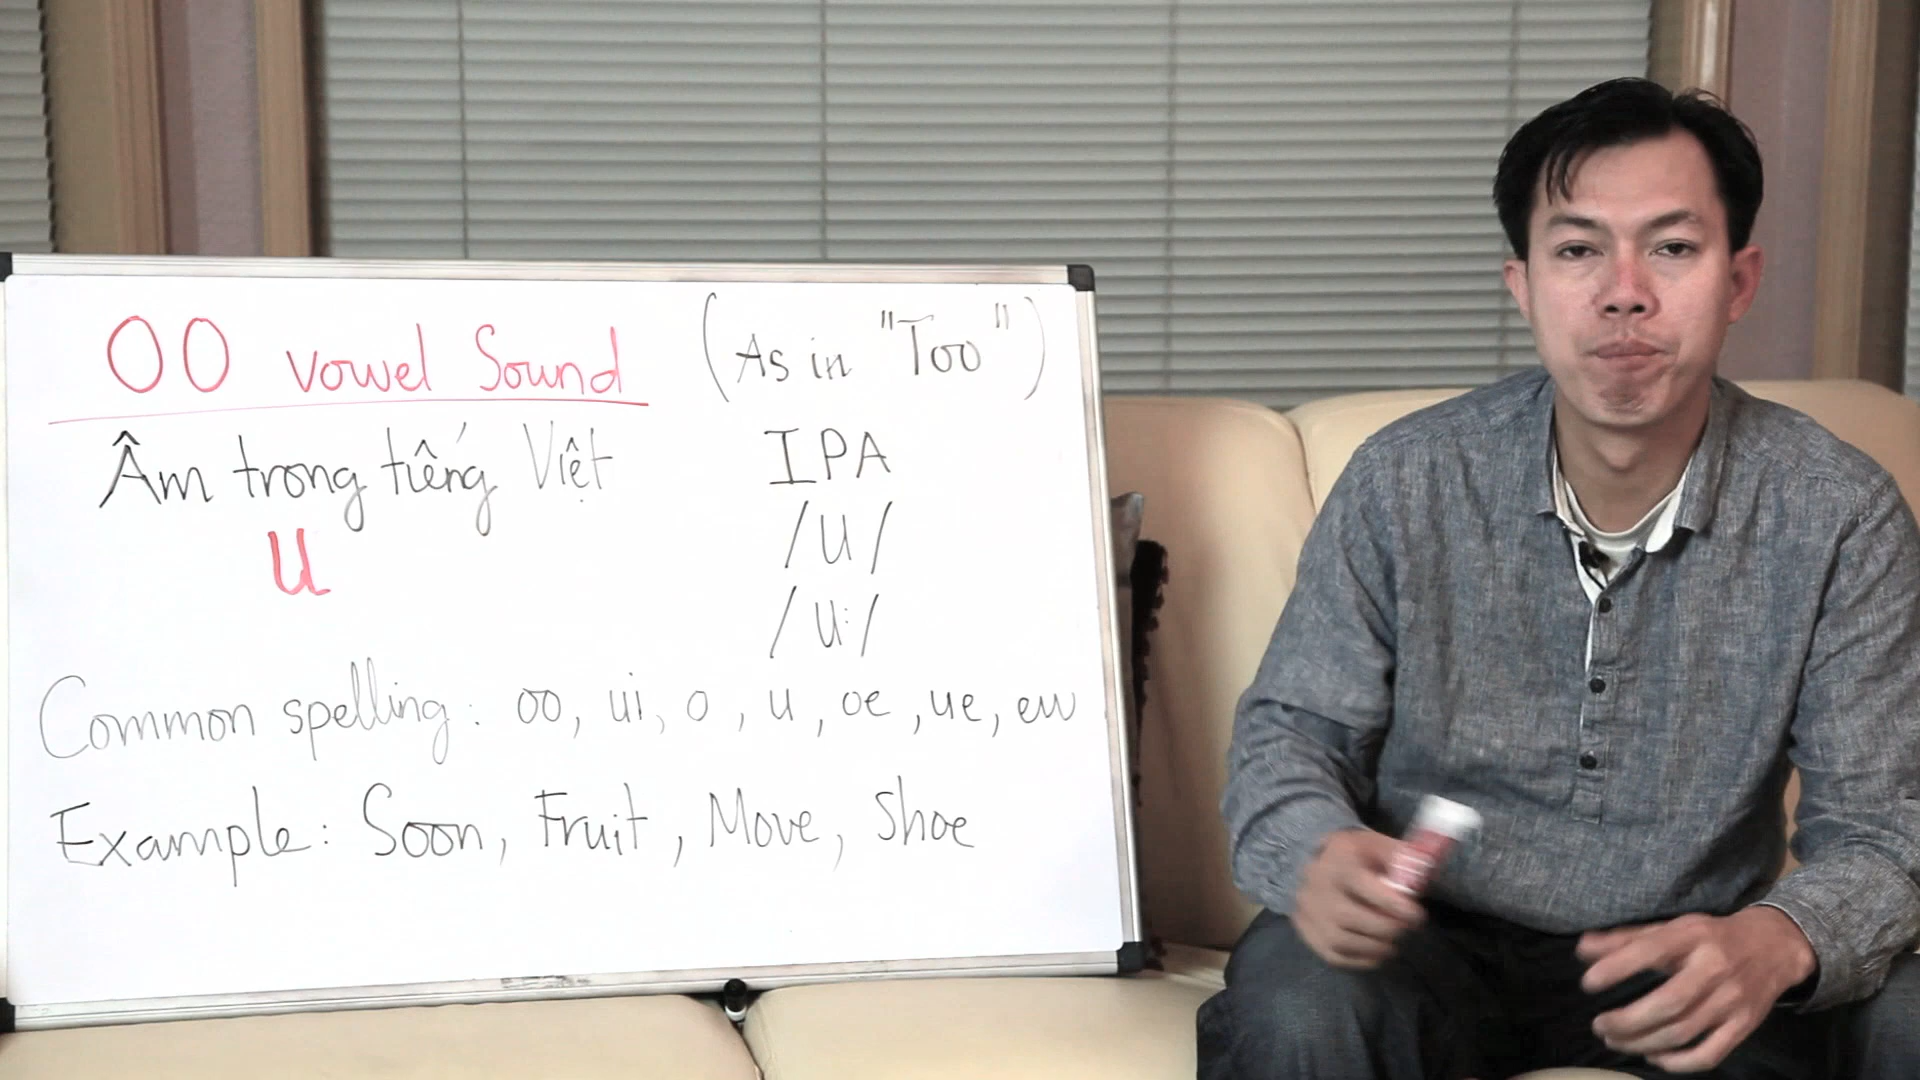 OO vowel Sound (As in "Too")
Âm trong tiếng Việt
U
IPA
/U/
/U:/
Common spelling: oo, ui, o, u, oe, ue, ew
Example: Soon, Fruit, Move, Shoe